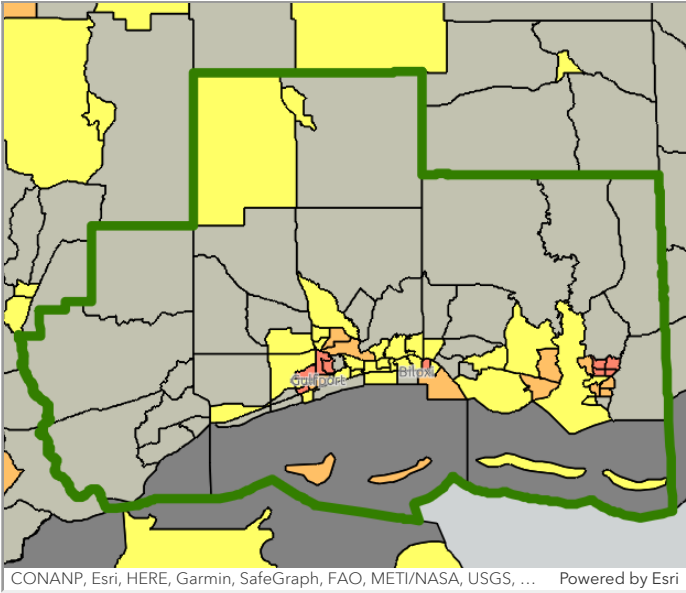 Gulfport
Biloxi
CONANP, Esri, HERE, Garmin, SafeGraph, FAO, METI/NASA, USGS, ... Powered by Esri